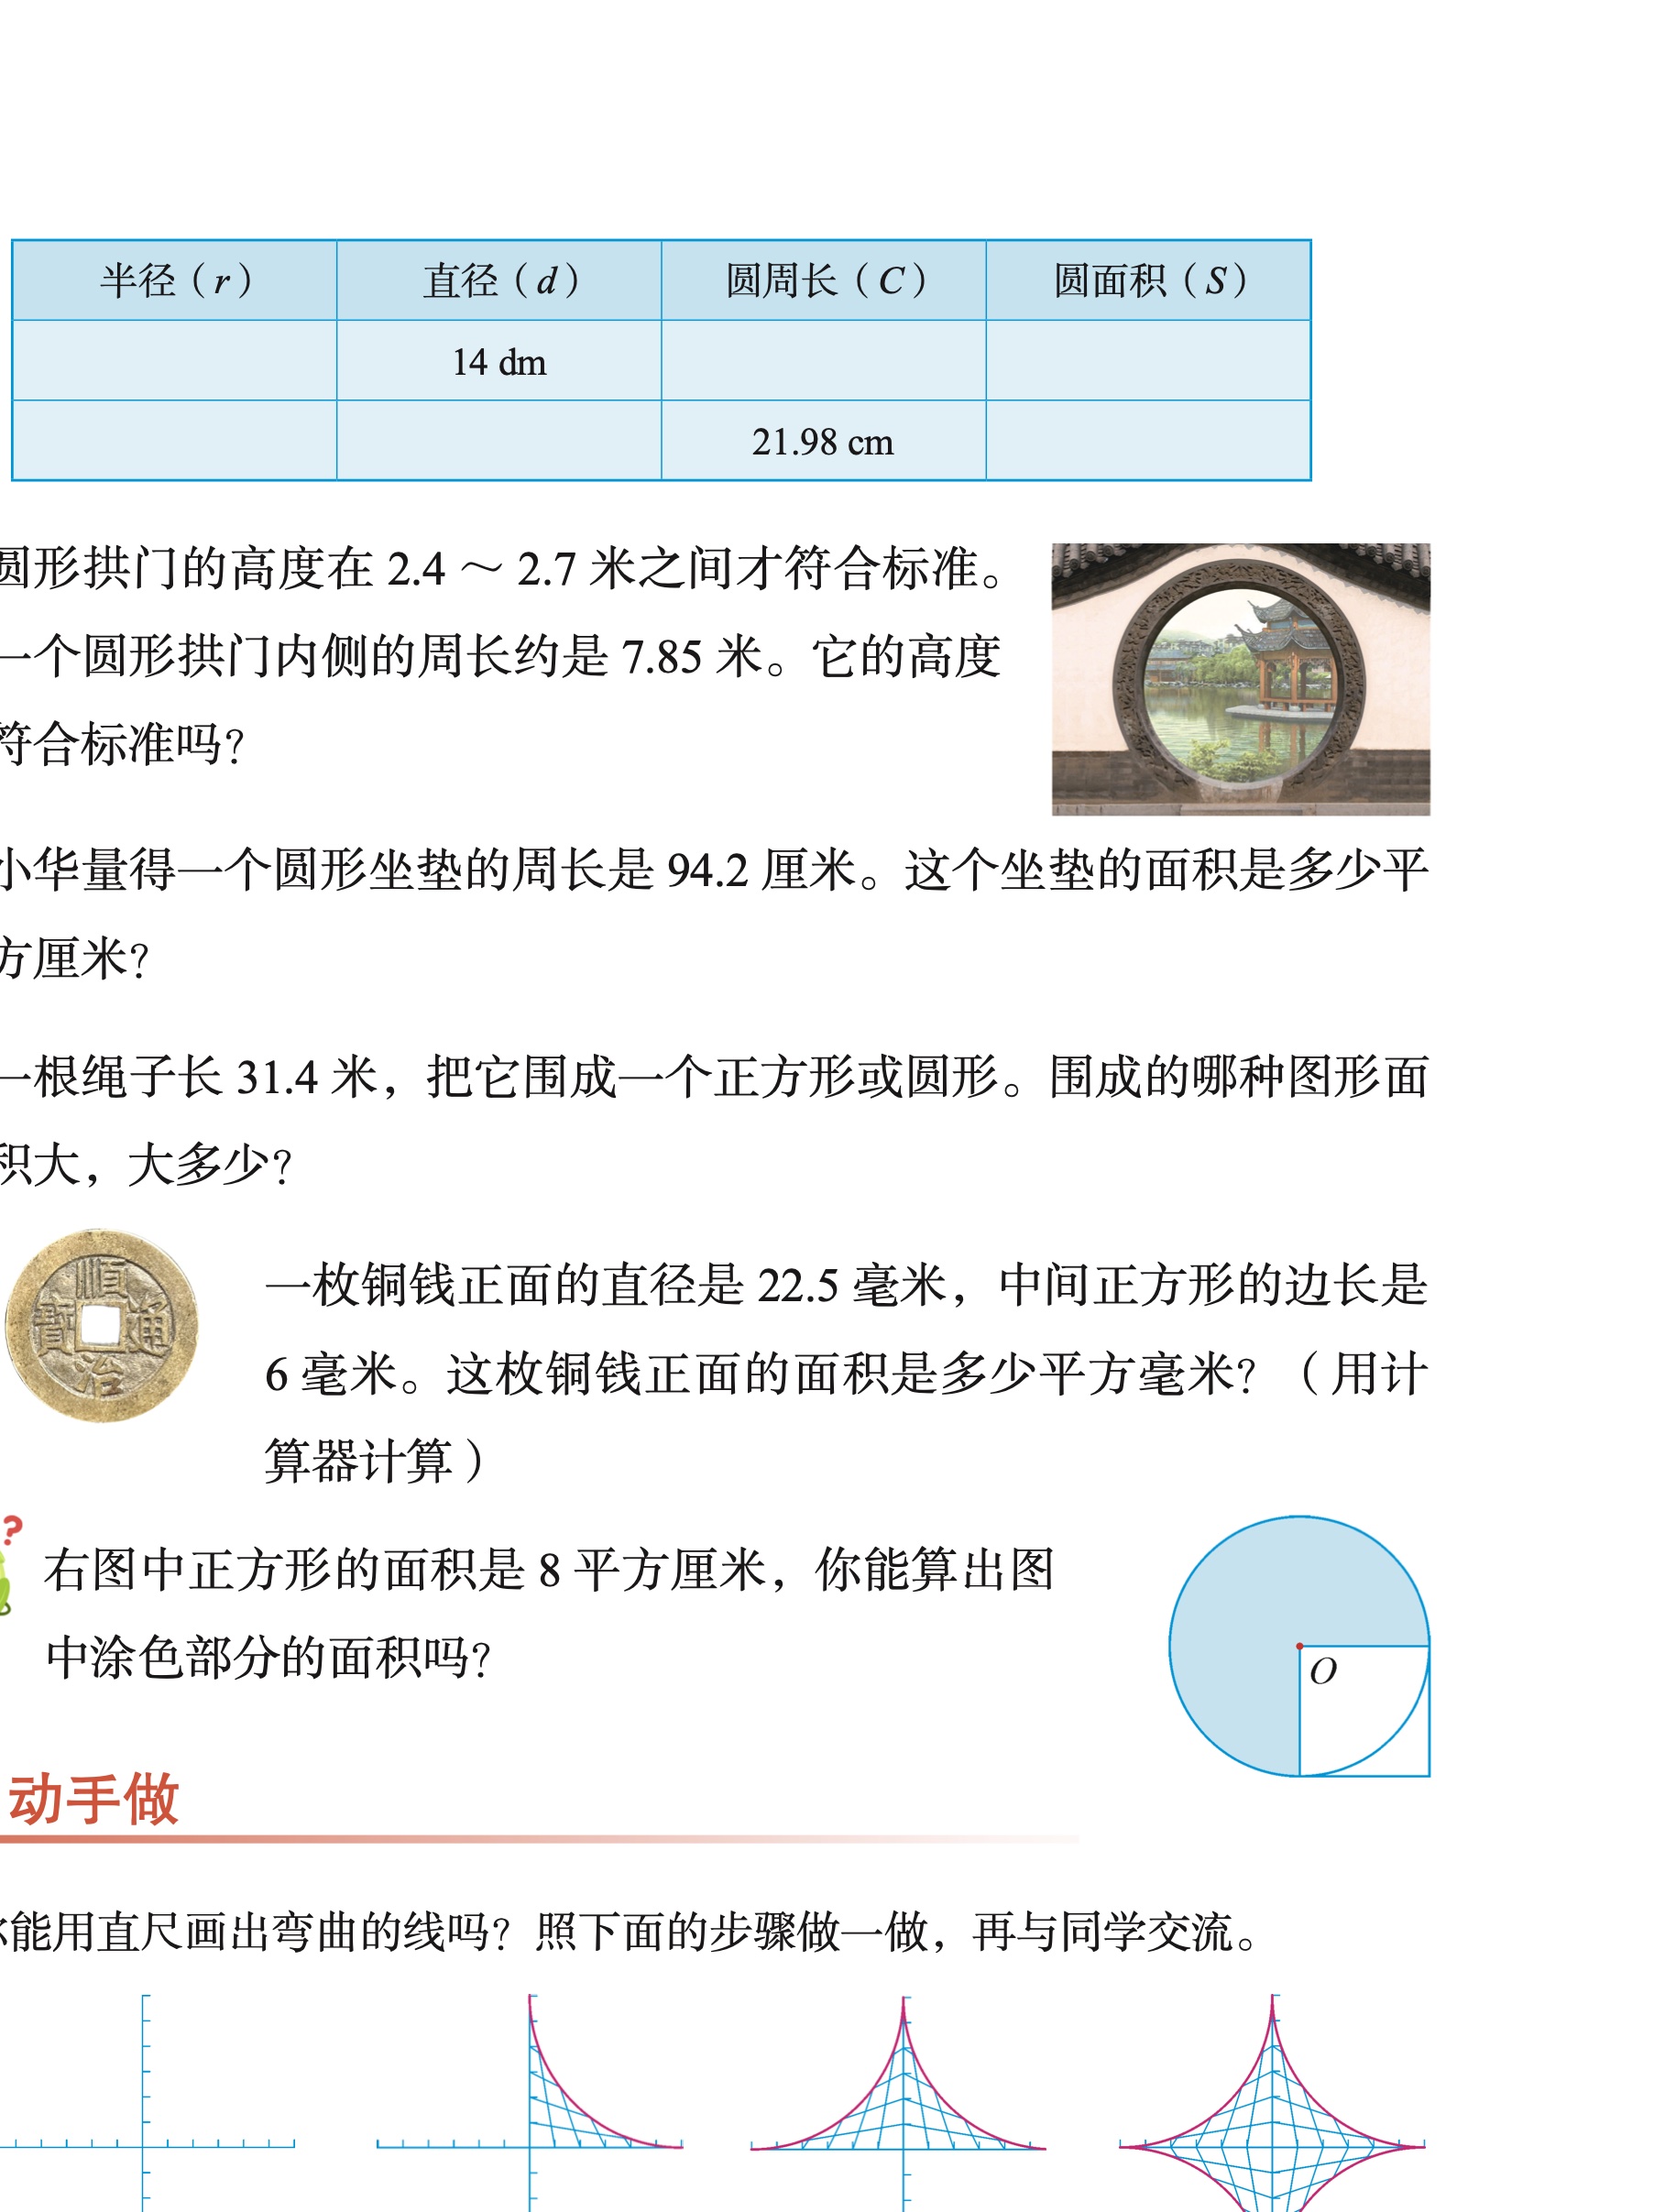 半径（r） 直径（d） 圆周长（C） 圆面积（S）
14 dm
21.98 cm
圆形拱门的高度在 2.4 ～ 2.7 米之间才符合标准。
一个圆形拱门内侧的周长约是 7.85 米。它的高度
符合标准吗？
小华量得一个圆形坐垫的周长是 94.2 厘米。这个坐垫的面积是多少平
方厘米？
一根绳子长 31.4 米，把它围成一个正方形或圆形。围成的哪种图形面
积大，大多少？
順治通寶
一枚铜钱正面的直径是 22.5 毫米，中间正方形的边长是
6 毫米。这枚铜钱正面的面积是多少平方毫米？（用计
算器计算）
?
右图中正方形的面积是 8 平方厘米，你能算出图
中涂色部分的面积吗？
O
动手做
你能用直尺画出弯曲的线吗？照下面的步骤做一做，再与同学交流。